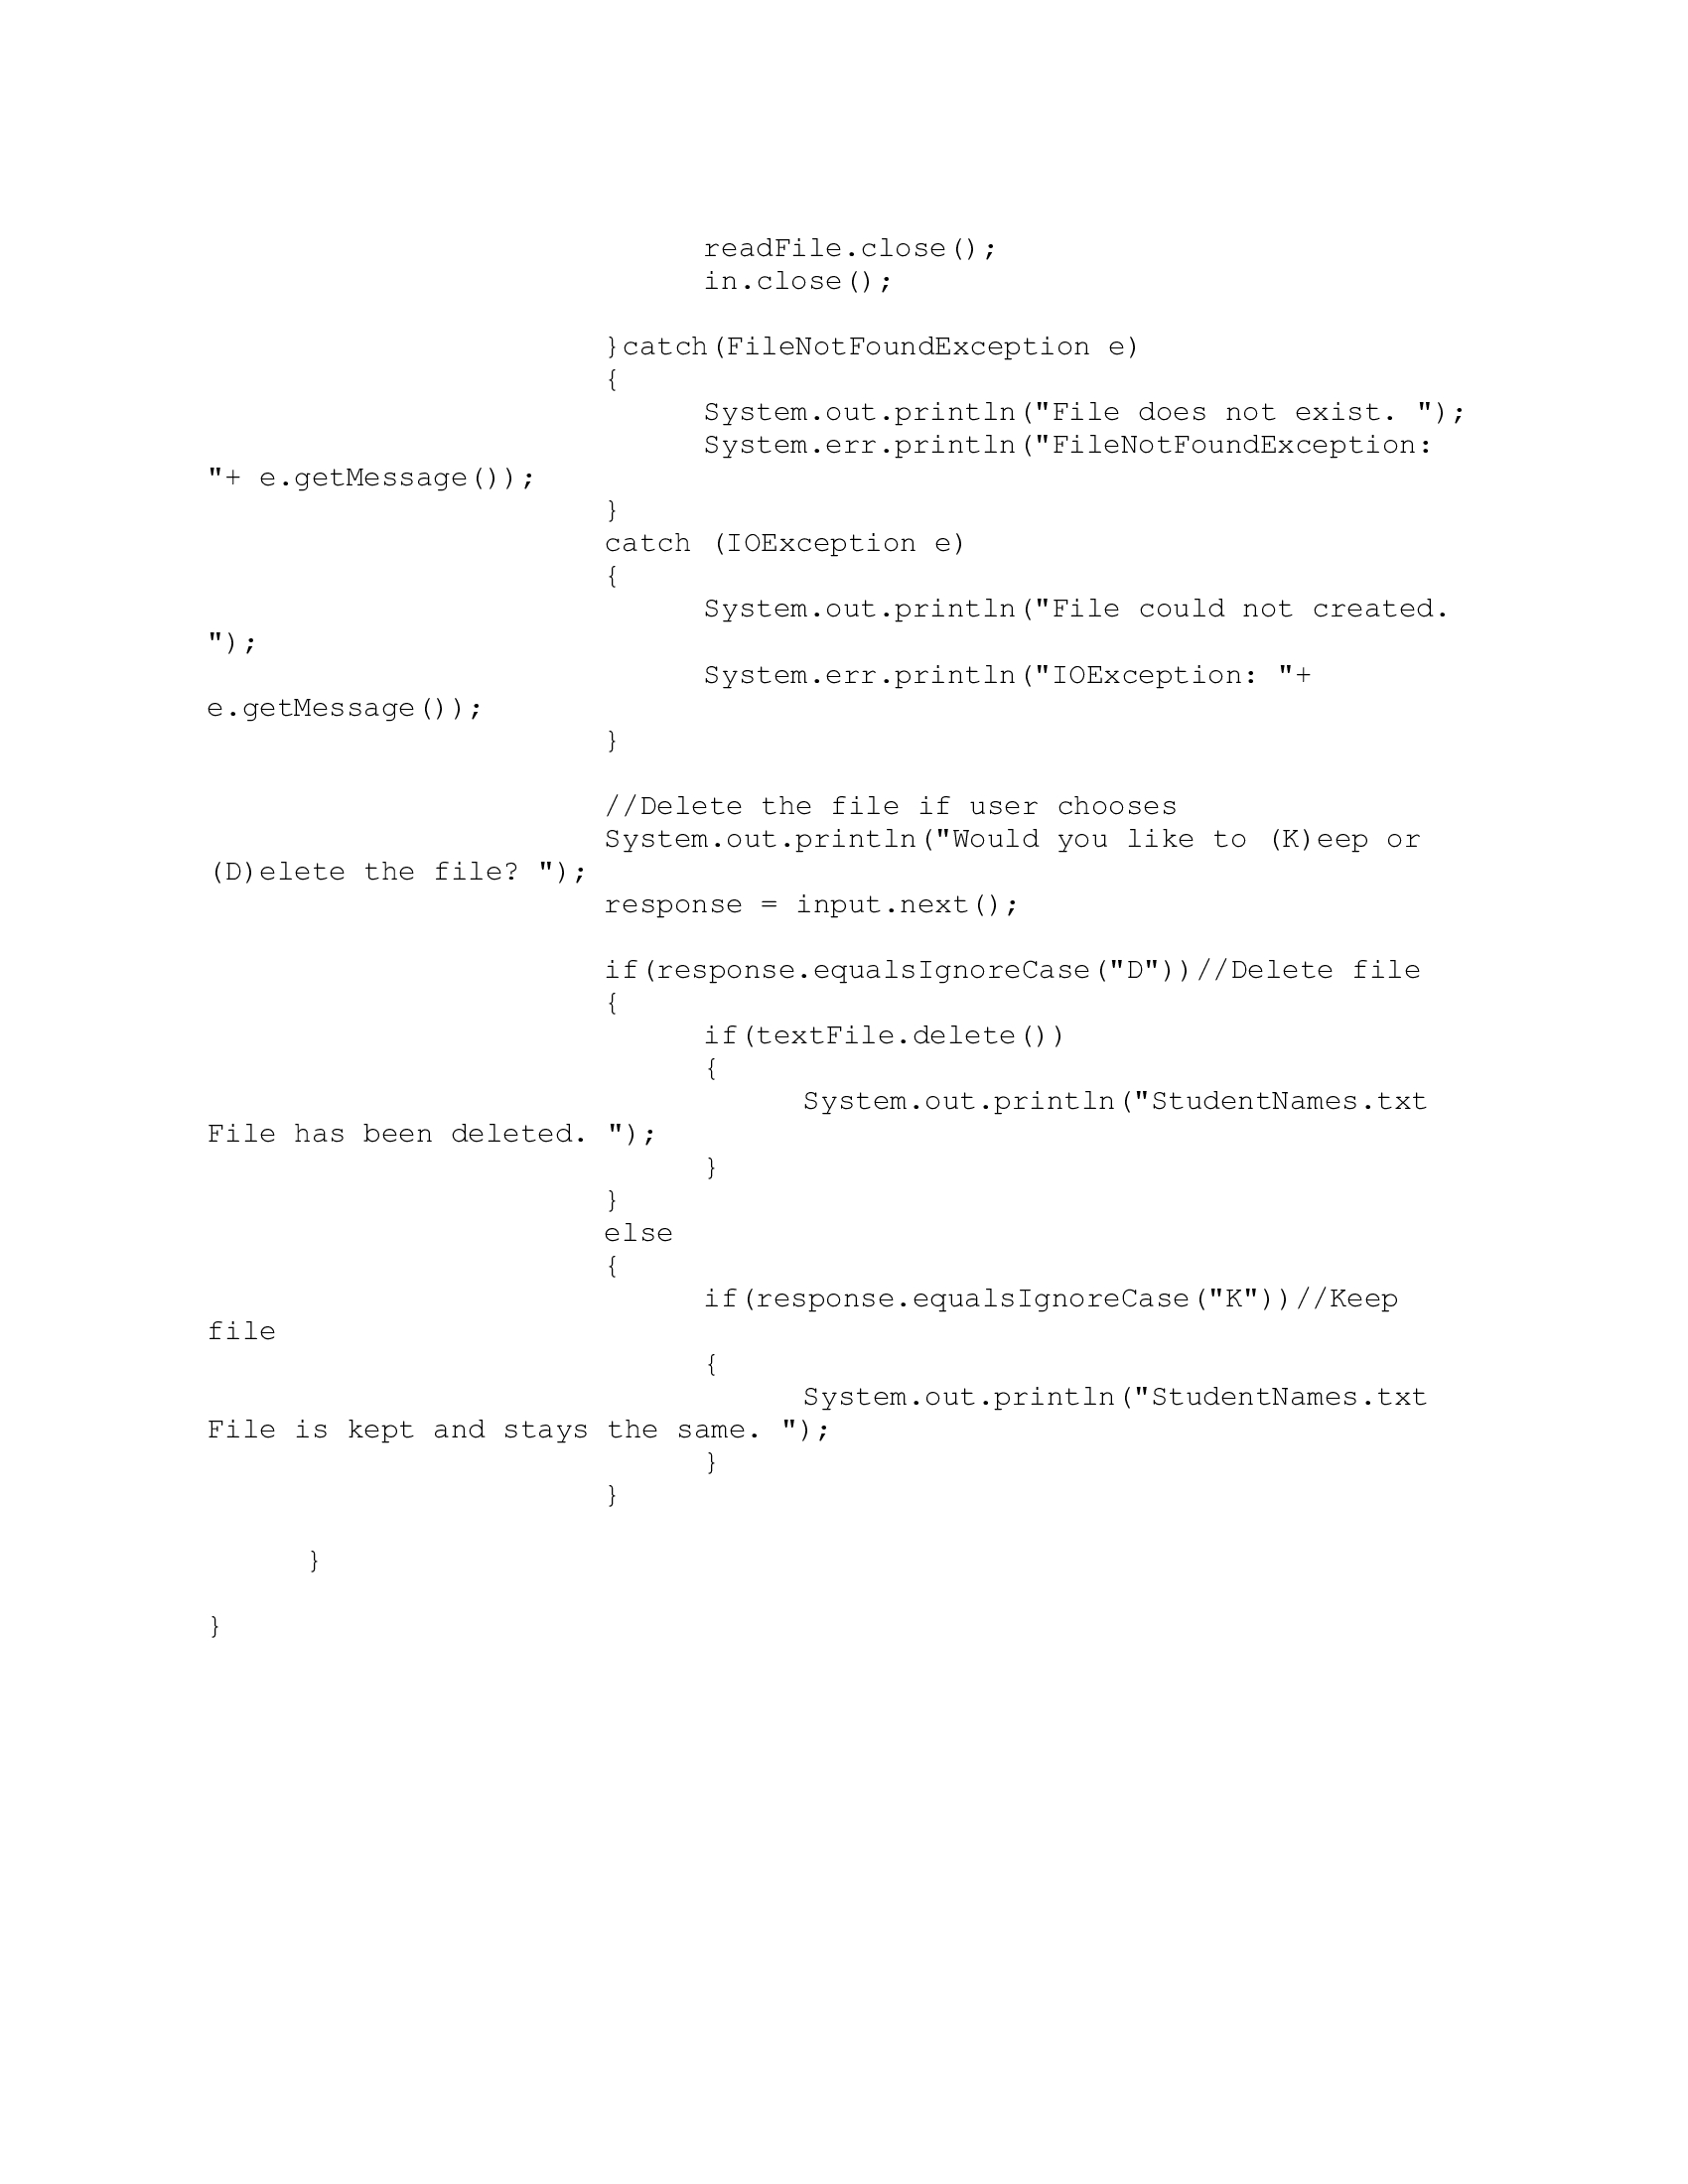 readFile.close();
in.close();
}catch(FileNotFoundException e)
{
System.out.println("File does not exist. ");
System.err.println("FileNotFoundException:
"+ e.getMessage());
}
catch (IOException e)
{
System.out.println("File could not created.
");
System.err.println("IOException: "+
e.getMessage());
}
//Delete the file if user chooses
System.out.println("Would you like to (K)eep or
(D)elete the file? ");
response = input.next();
if(response.equalsIgnoreCase("D"))//Delete file
{
if(textFile.delete())
{
System.out.println("StudentNames.txt
File has been deleted. ");
}
}
else
{
if(response.equalsIgnoreCase("K"))//Keep
file
{
System.out.println("StudentNames.txt
File is kept and stays the same. ");
}
}
}
}